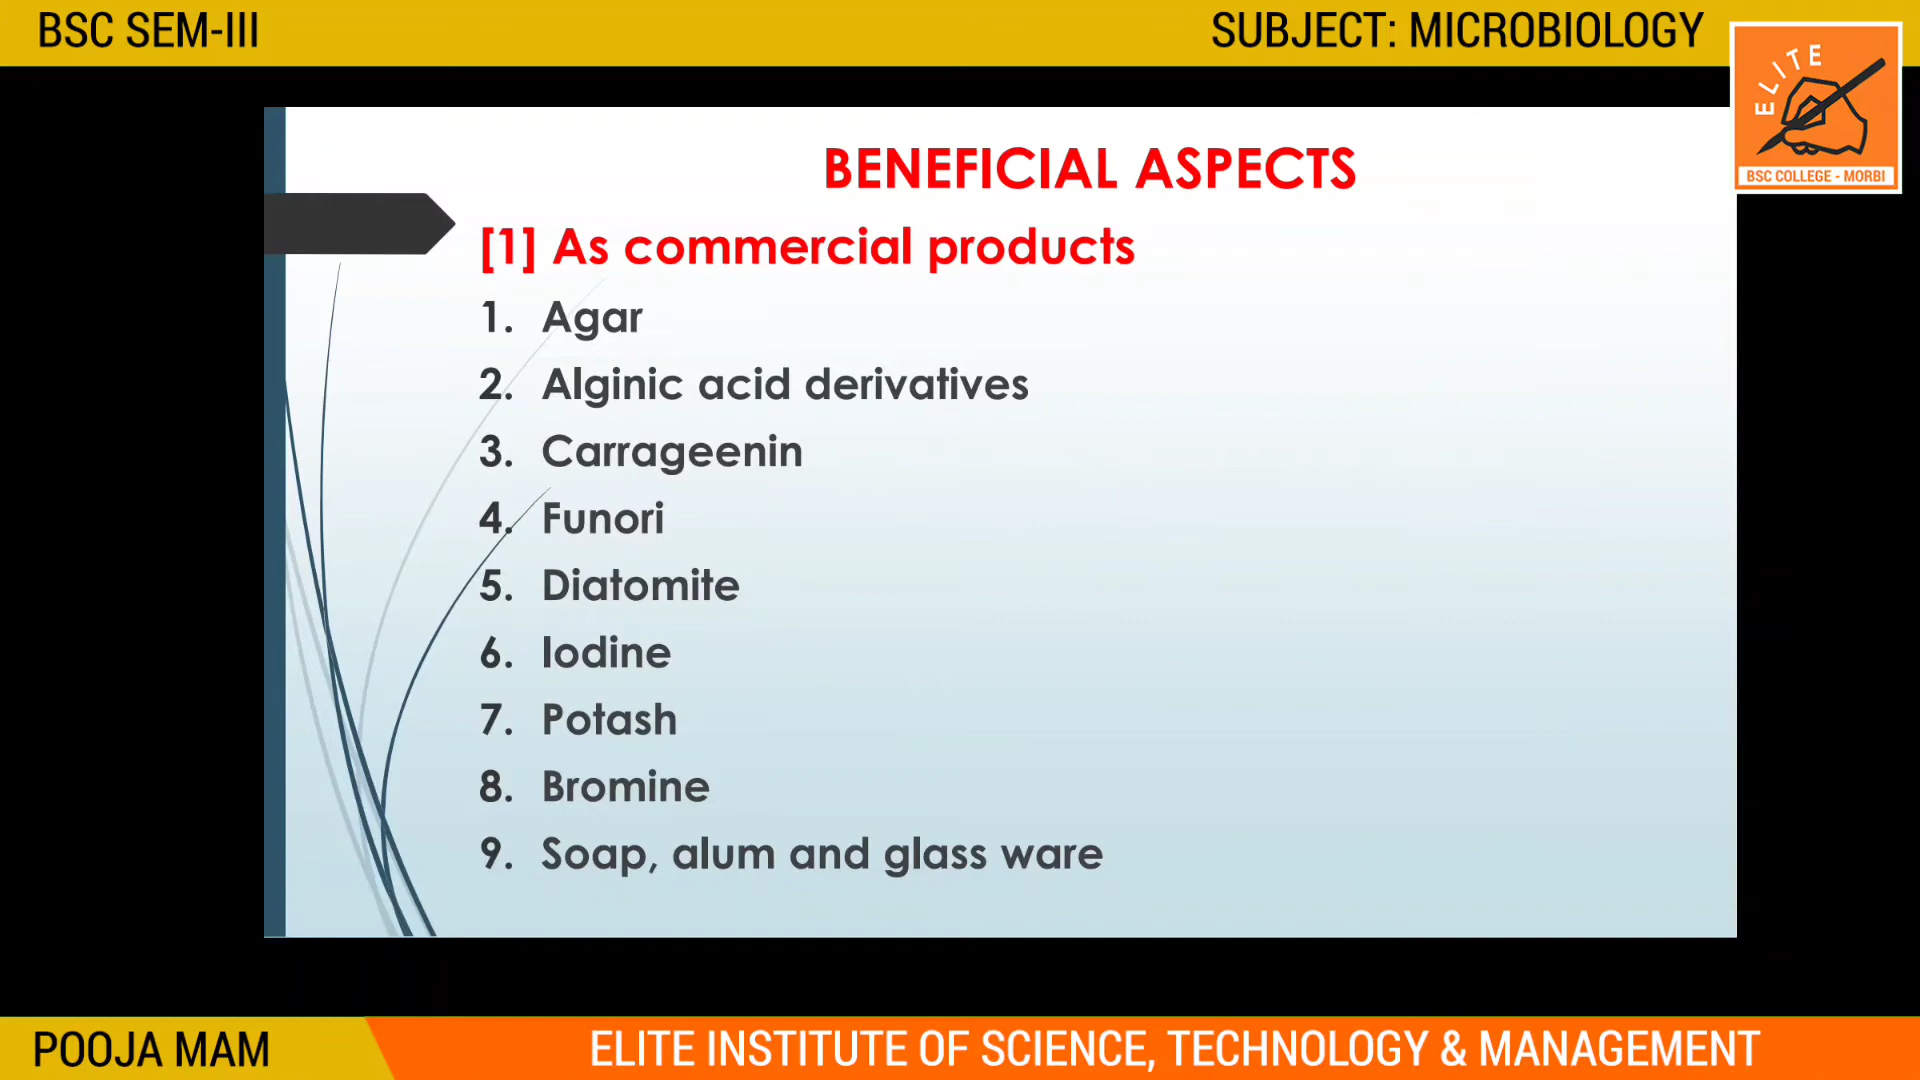 BSC SEM-III
SUBJECT: MICROBIOLOGY
ELITE
BSC COLLEGE - MORBI
BENEFICIAL ASPECTS
[1] As commercial products
1. Agar
2. Alginic acid derivatives
3. Carrageenin
4. Funori
5. Diatomite
6. Iodine
7. Potash
8. Bromine
9. Soap, alum and glass ware
POOJA MAM
ELITE INSTITUTE OF SCIENCE, TECHNOLOGY & MANAGEMENT